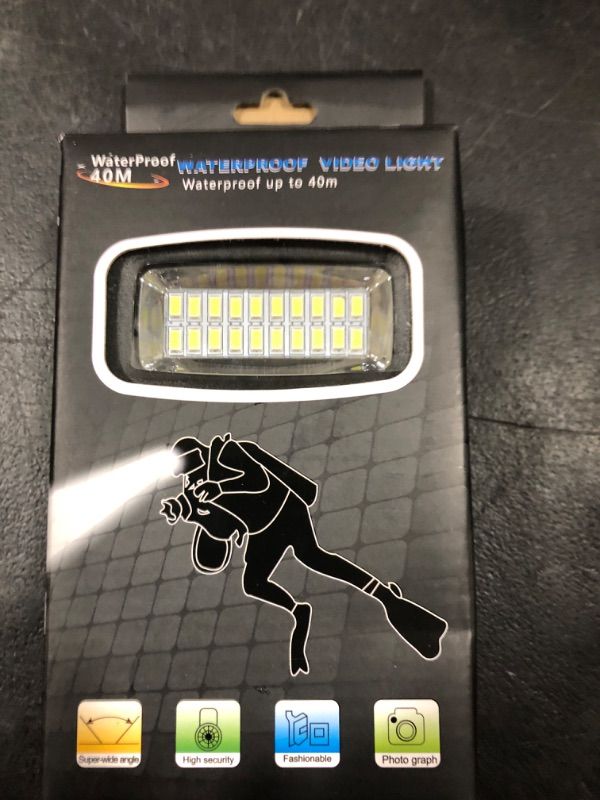 WaterProof
40M
WATERPROOF VIDEO LIGHT
Waterproof up to 40m
Super-wide angle
High security
Fashionable
Photo graph